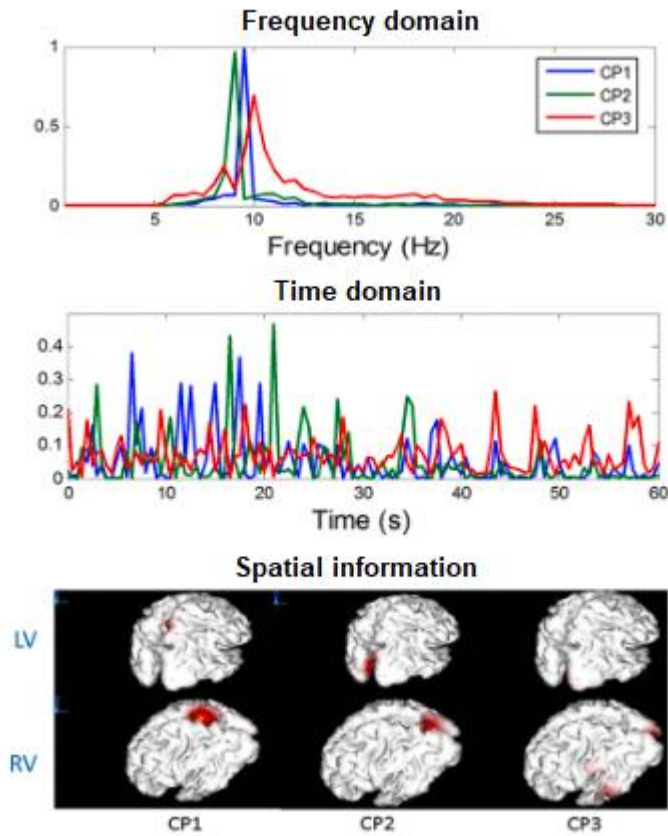 Frequency domain
1
0.5
0
CP1
CP2
CP3
5 10 15 20 25 30
Frequency (Hz)
Time domain
0.4
0.3
0.2
0.1
0
0 10 20 30 40 50 60
Time (s)
Spatial information
LV
RV
CP1 CP2 CP3